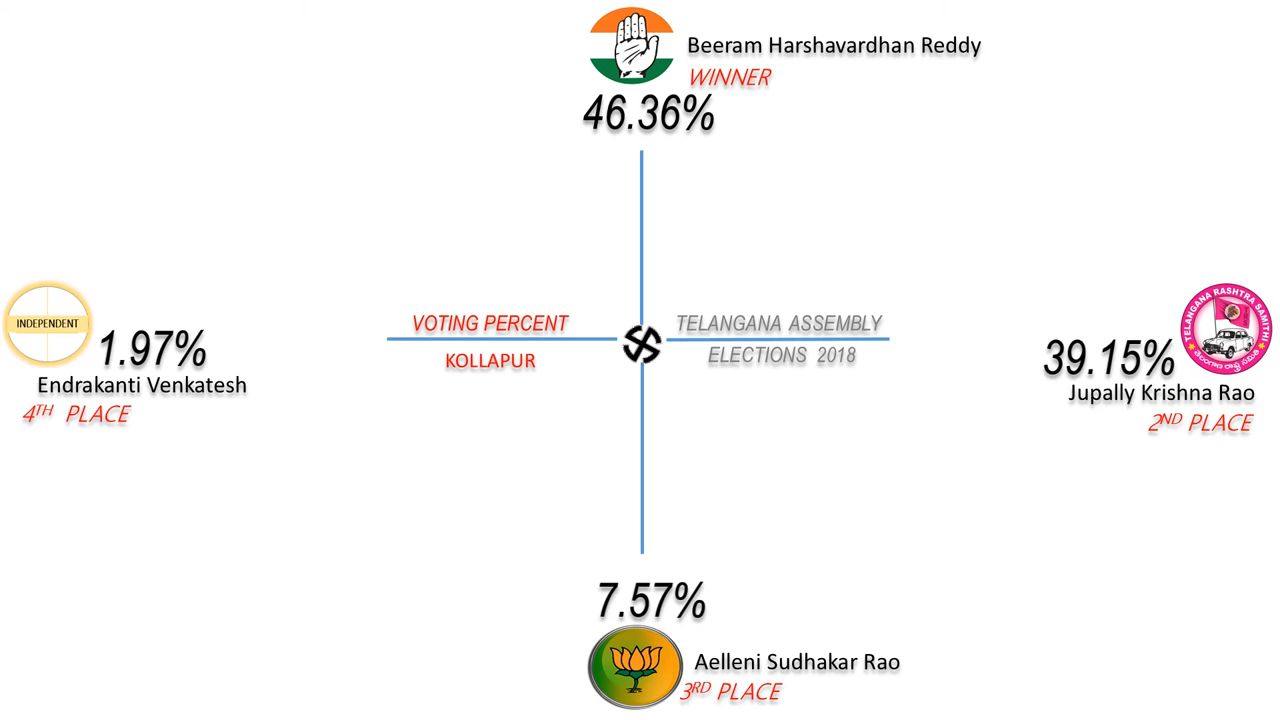 Beeram Harshavardhan Reddy
WINNER
46.36%
INDEPENDENT
1.97%
Endrakanti Venkatesh
4TH PLACE
VOTING PERCENT
KOLLAPUR
TELANGANA ASSEMBLY
ELECTIONS 2018
TELANGANA RASHTRA SAMITHI
తెలంగాణ రాష్ట్ర సమితి
39.15%
Jupally Krishna Rao
2ND PLACE
7.57%
Aelleni Sudhakar Rao
3RD PLACE